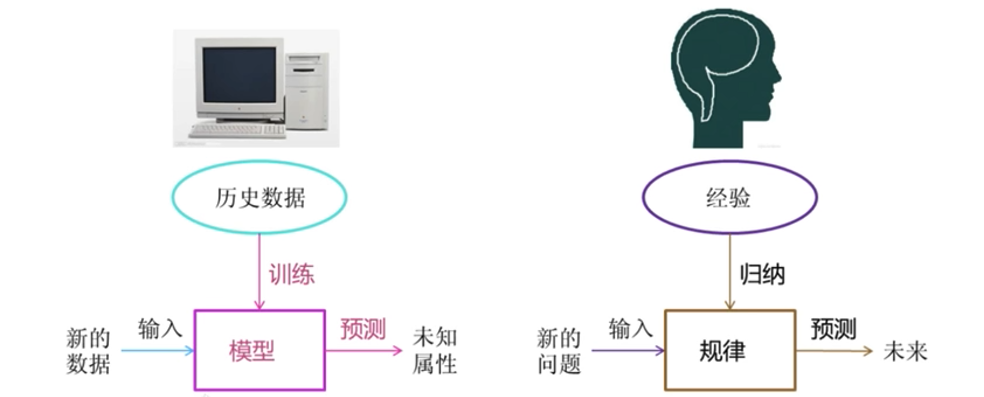 历史数据
训练
新的
数据
输入
模型
预测
未知
属性
经验
归纳
新的
问题
输入
规律
预测
未来